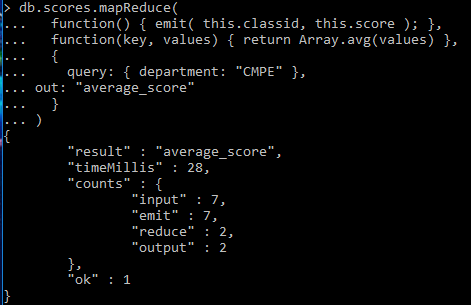 > db.scores.mapReduce(
...   function() { emit( this.classid, this.score ); },
...   function(key, values) { return Array.avg(values) },
...   {
...     query: { department: "CMPE" },
... out: "average_score"
...   }
... )
{
        "result" : "average_score",
        "timeMillis" : 28,
        "counts" : {
                "input" : 7,
                "emit" : 7,
                "reduce" : 2,
                "output" : 2
        },
        "ok" : 1
}